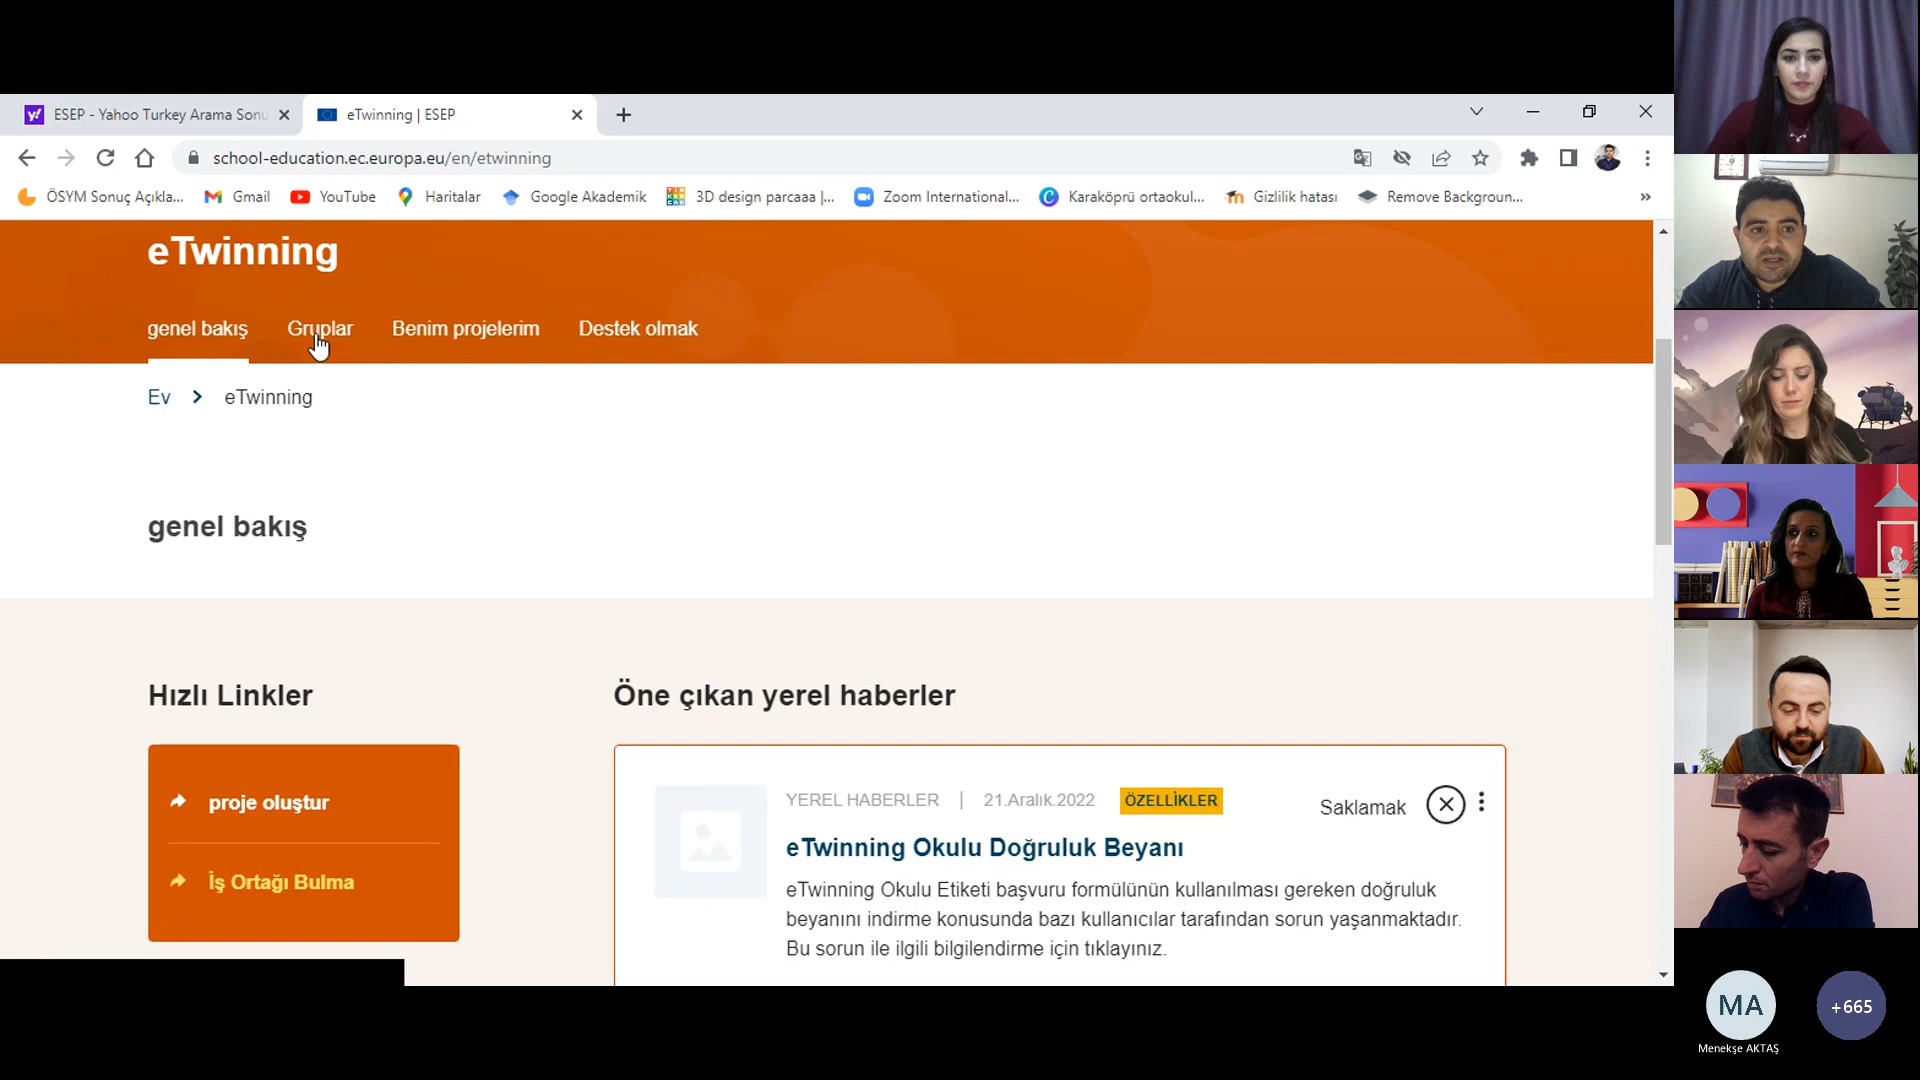 ESEP - Yahoo Turkey Arama Sonu
eTwinning | ESEP
school-education.ec.europa.eu/en/etwinning
ÖSYM Sonuç Açıkla...
Gmail
YouTube
Haritalar
Google Akademik
3D design parcaaa |...
Zoom International...
Karaköprü ortaokul...
Gizlilik hatası
Remove Backgroun...
eTwinning
genel bakış
Gruplar
Benim projelerim
Destek olmak
Ev > eTwinning
genel bakış
Hızlı Linkler
proje oluştur
İş Ortağı Bulma
Öne çıkan yerel haberler
YEREL HABERLER | 21.Aralık.2022
ÖZELLİKLER
Saklamak
eTwinning Okulu Doğruluk Beyanı
eTwinning Okulu Etiketi başvuru formülünün kullanılması gereken doğruluk
beyanını indirme konusunda bazı kullanıcılar tarafından sorun yaşanmaktadır.
Bu sorun ile ilgili bilgilendirme için tıklayınız.
MA
Menekşe AKTAŞ
+665